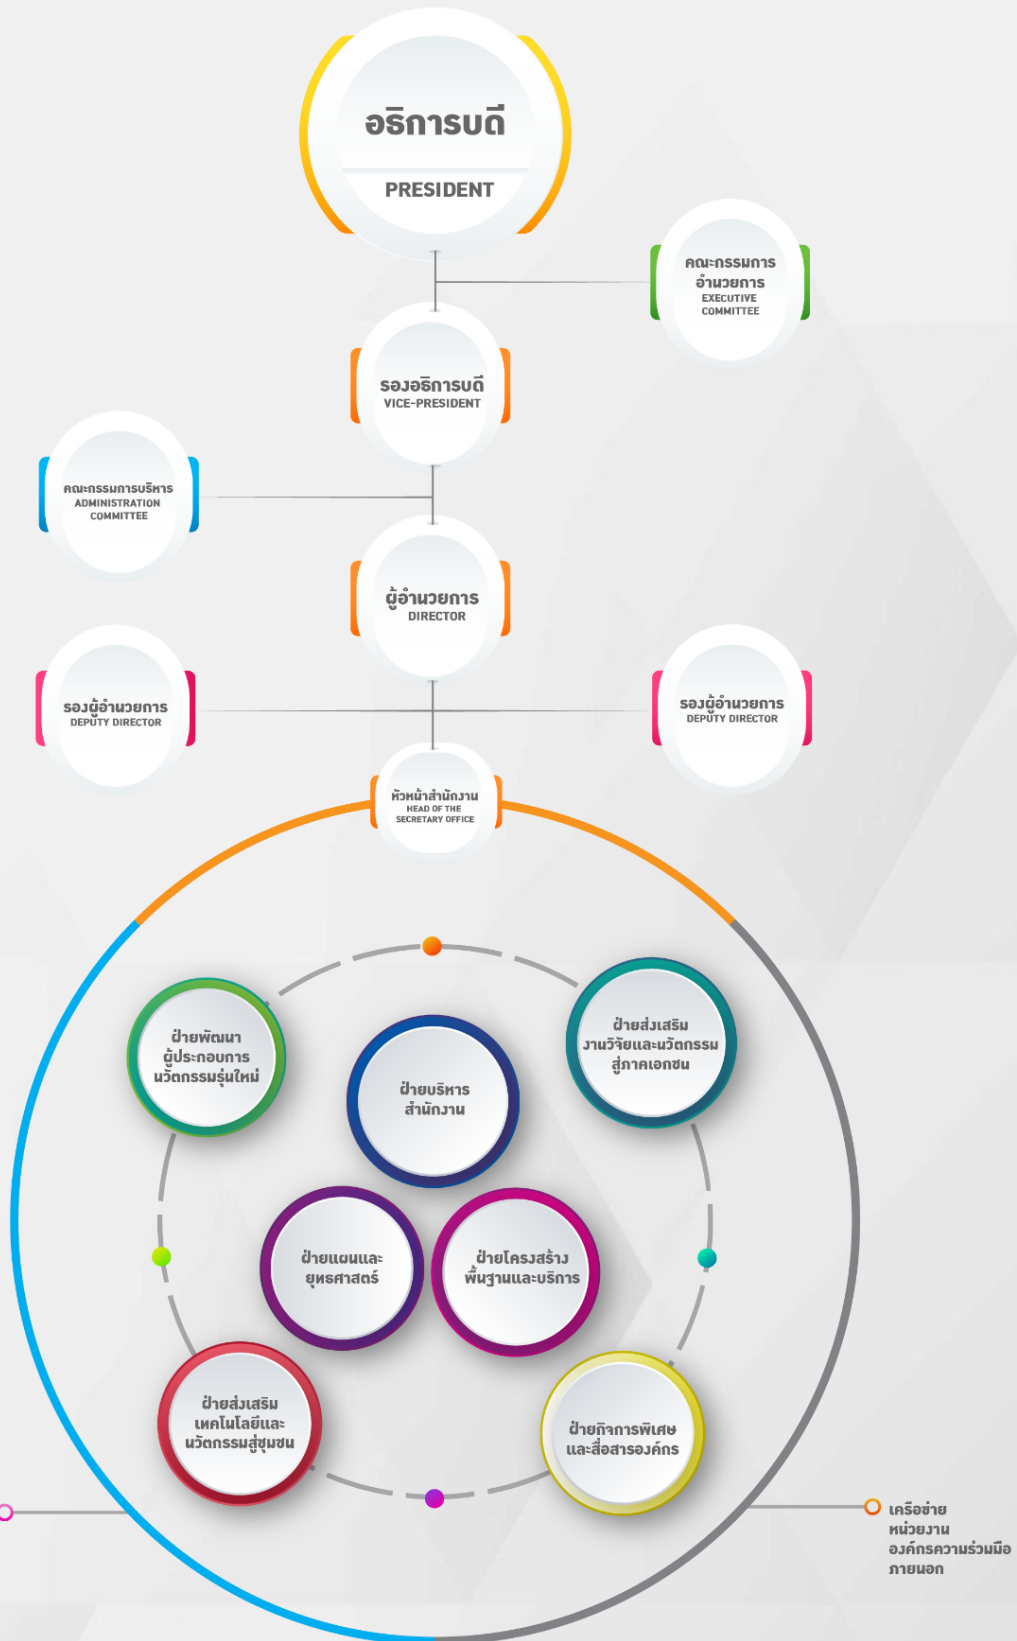 อธิการบดี
PRESIDENT
คณะกรรมการ
อำนวยการ
EXECUTIVE
COMMITTEE
รองอธิการบดี
VICE-PRESIDENT
คณะกรรมการบริหาร
ADMINISTRATION
COMMITTEE
ผู้อำนวยการ
DIRECTOR
รองผู้อำนวยการ
DEPUTY DIRECTOR
รองผู้อำนวยการ
DEPUTY DIRECTOR
หัวหน้าสำนักงาน
HEAD OF THE
SECRETARY OFFICE
ฝ่ายพัฒนา
ผู้ประกอบการ
นวัตกรรมรุ่นใหม่
ฝ่ายส่งเสริม
งานวิจัยและนวัตกรรม
สู่ภาคเอกชน
ฝ่ายบริหาร
สำนักงาน
ฝ่ายแผนและ
ยุทธศาสตร์
ฝ่ายโครงสร้าง
พื้นฐานและบริการ
ฝ่ายส่งเสริม
เทคโนโลยีและ
นวัตกรรมสู่ชุมชน
ฝ่ายกิจการพิเศษ
และสื่อสารองค์กร
เครือข่าย
หน่วยงาน
องค์กรความร่วมมือ
ภายนอก